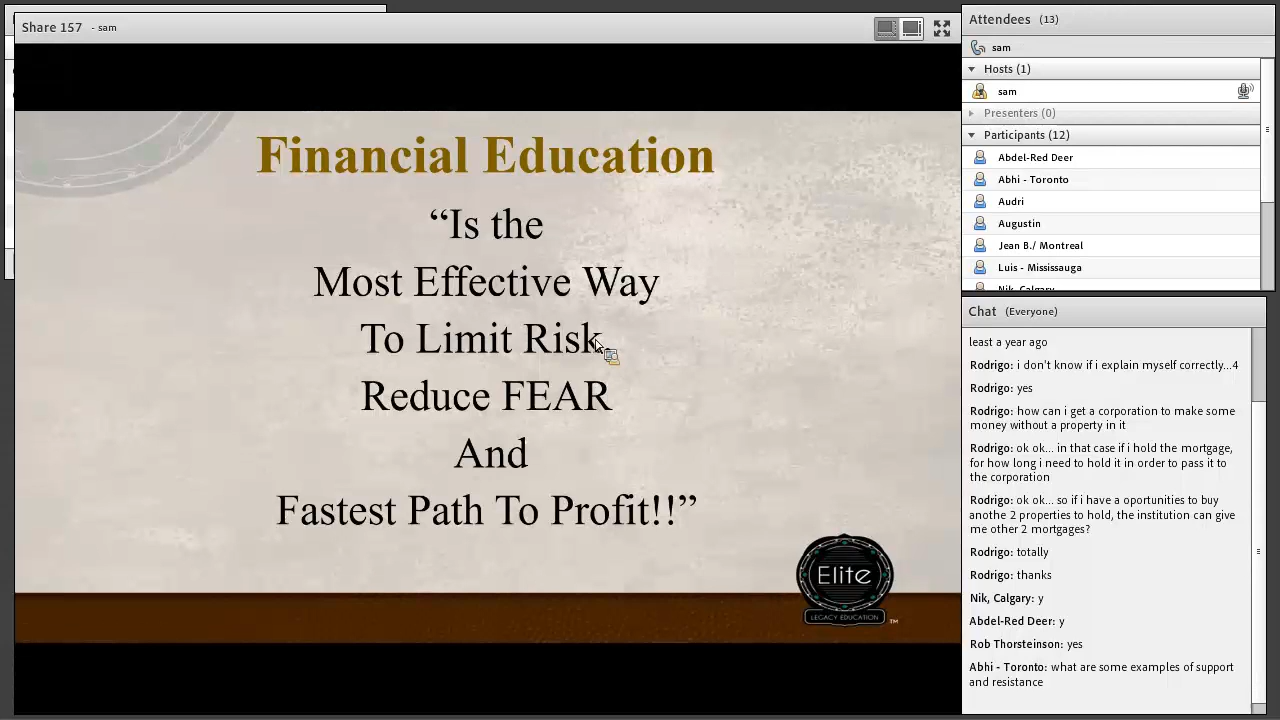 Share 157 - sam
Financial Education
“Is the
Most Effective Way
To Limit Risk,
Reduce FEAR
And
Fastest Path To Profit!!”
Elite
LEGACY EDUCATION
TM
Attendees (13)
sam
Hosts (1)
sam
Presenters (0)
Participants (12)
Abdel-Red Deer
Abhi - Toronto
Audri
Augustin
Jean B./ Montreal
Luis - Mississauga
Nik, Calgary
Chat (Everyone)
least a year ago
Rodrigo: i don't know if i explain myself correctly...4
Rodrigo: yes
Rodrigo: how can i get a corporation to make some
money without a property in it
Rodrigo: ok ok... in that case if i hold the mortgage,
for how long i need to hold it in order to pass it to
the corporation
Rodrigo: ok ok... so if i have a oportunities to buy
anothe 2 properties to hold, the institution can give
me other 2 mortgages?
Rodrigo: totally
Rodrigo: thanks
Nik, Calgary: y
Abdel-Red Deer: y
Rob Thorsteinson: yes
Abhi - Toronto: what are some examples of support
and resistance